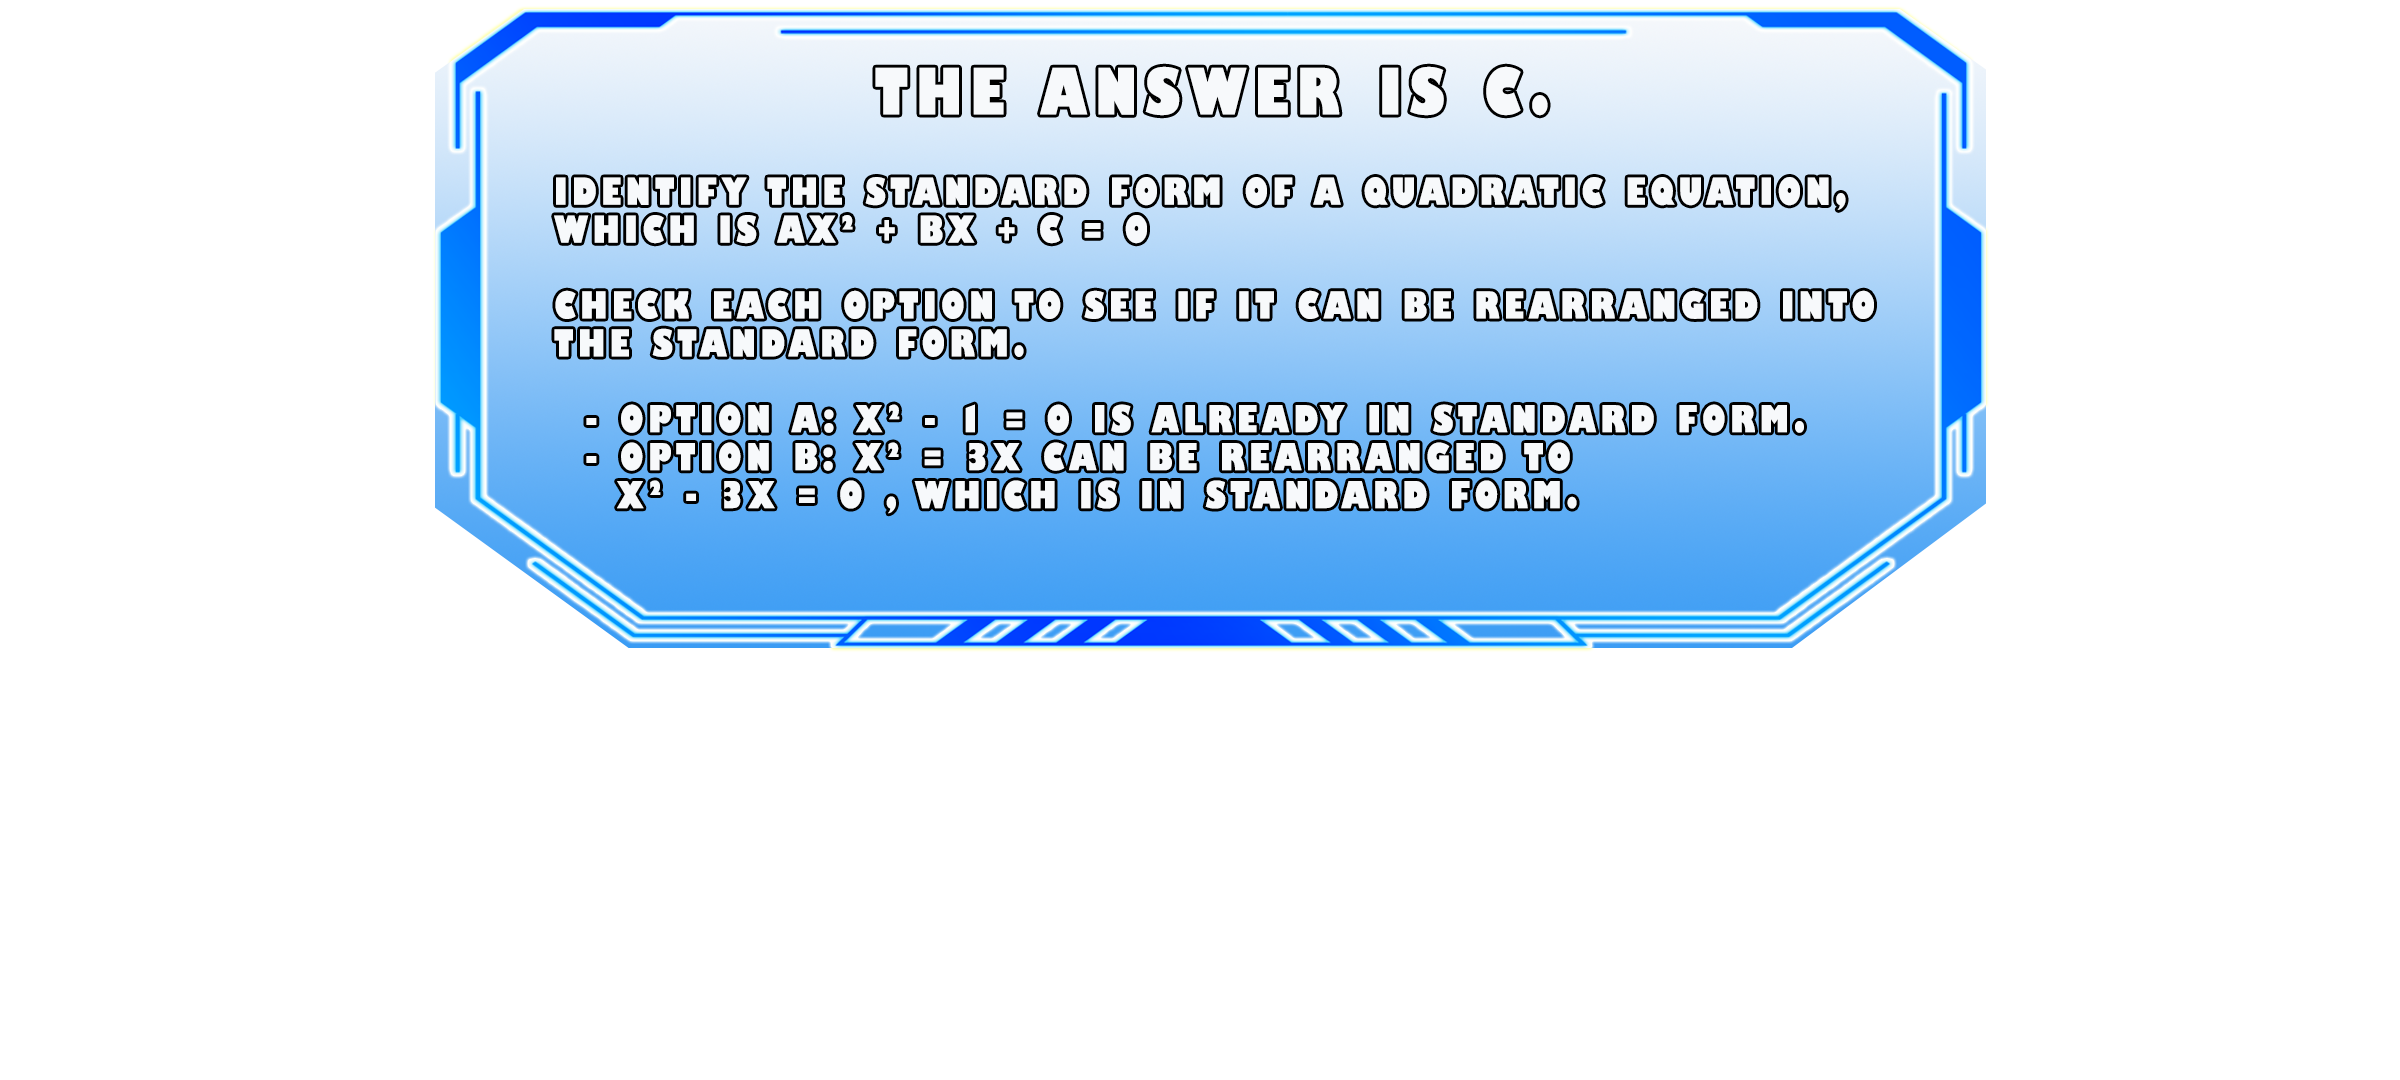 THE ANSWER IS C.
IDENTIFY THE STANDARD FORM OF A QUADRATIC EQUATION,
WHICH IS AX² + BX + C = 0
CHECK EACH OPTION TO SEE IF IT CAN BE REARRANGED INTO
THE STANDARD FORM.
- OPTION A: X² - 1 = 0 IS ALREADY IN STANDARD FORM.
- OPTION B: X² = 3X CAN BE REARRANGED TO
X² - 3X = 0 , WHICH IS IN STANDARD FORM.